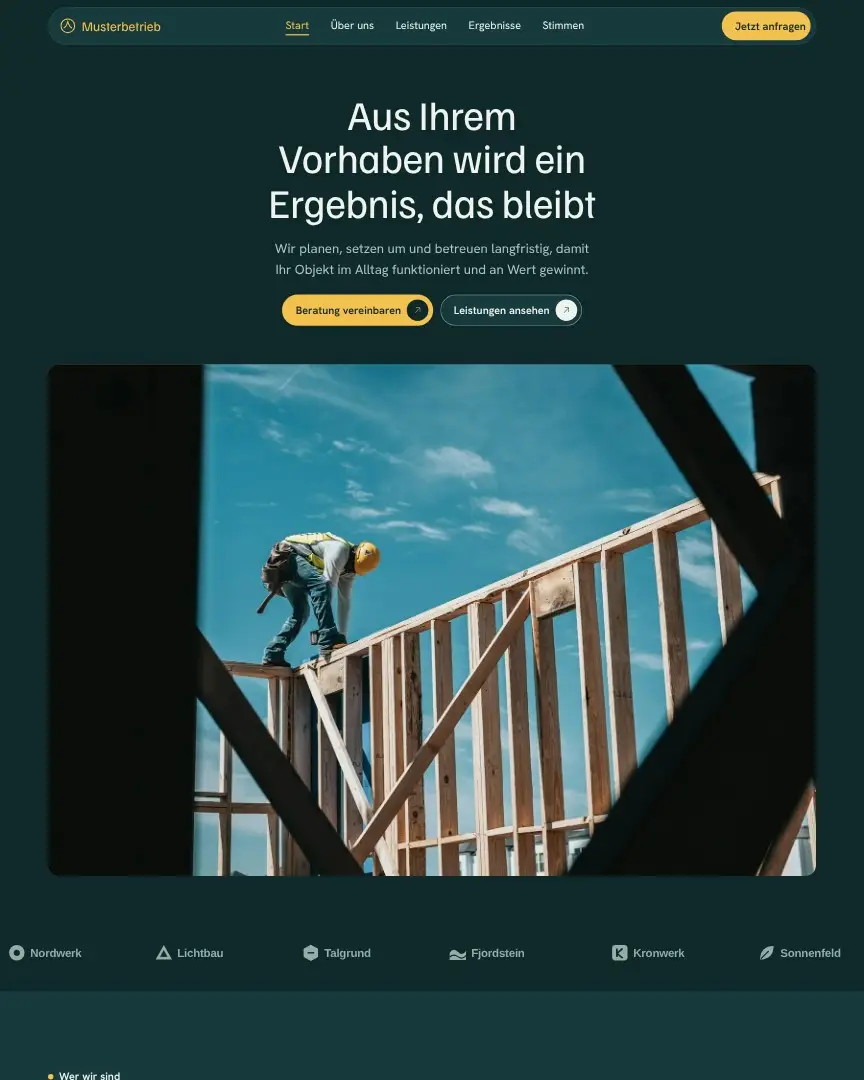 Musterbetrieb
Start
Über uns
Leistungen
Ergebnisse
Stimmen
Jetzt anfragen
Aus Ihrem
Vorhaben wird ein
Ergebnis, das bleibt
Wir planen, setzen um und betreuen langfristig, damit
Ihr Objekt im Alltag funktioniert und an Wert gewinnt.
Beratung vereinbaren
Leistungen ansehen
Nordwerk
Lichtbau
Talgrund
Fjordstein
Kronwerk
Sonnenfeld
Wer wir sind